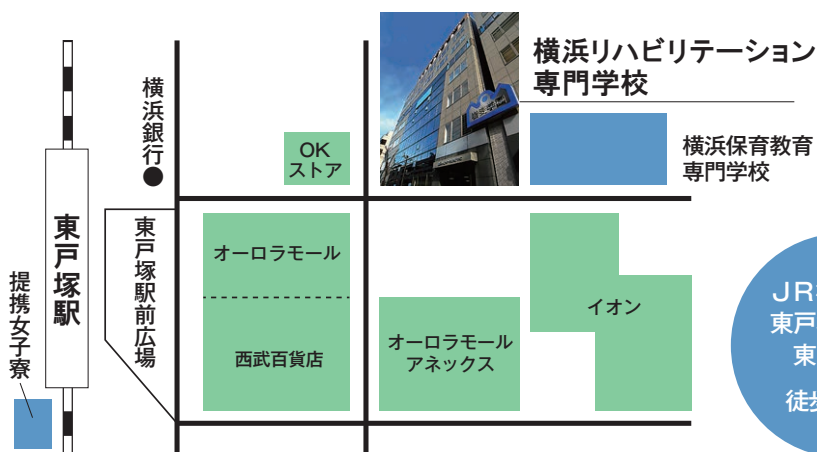 横浜リハビリテーション
専門学校
横浜銀行
OK
ストア
横浜保育教育
専門学校
東戸塚駅
東戸塚駅前広場
提携女子寮
オーロラモール
西武百貨店
オーロラモール
アネックス
イオン
JR
東戸
東
徒歩